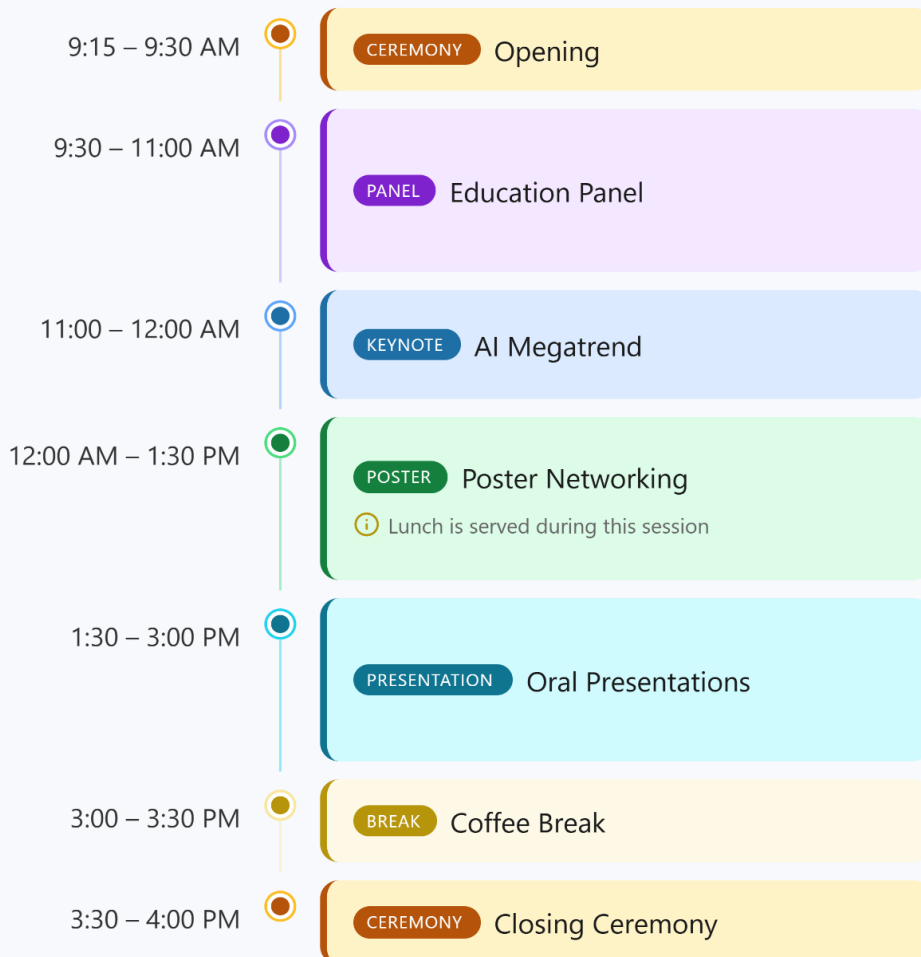 9:15 – 9:30 AM
CEREMONY Opening
9:30 – 11:00 AM
PANEL Education Panel
11:00 – 12:00 AM
KEYNOTE AI Megatrend
12:00 AM – 1:30 PM
POSTER Poster Networking
Lunch is served during this session
1:30 – 3:00 PM
PRESENTATION Oral Presentations
3:00 – 3:30 PM
BREAK Coffee Break
3:30 – 4:00 PM
CEREMONY Closing Ceremony